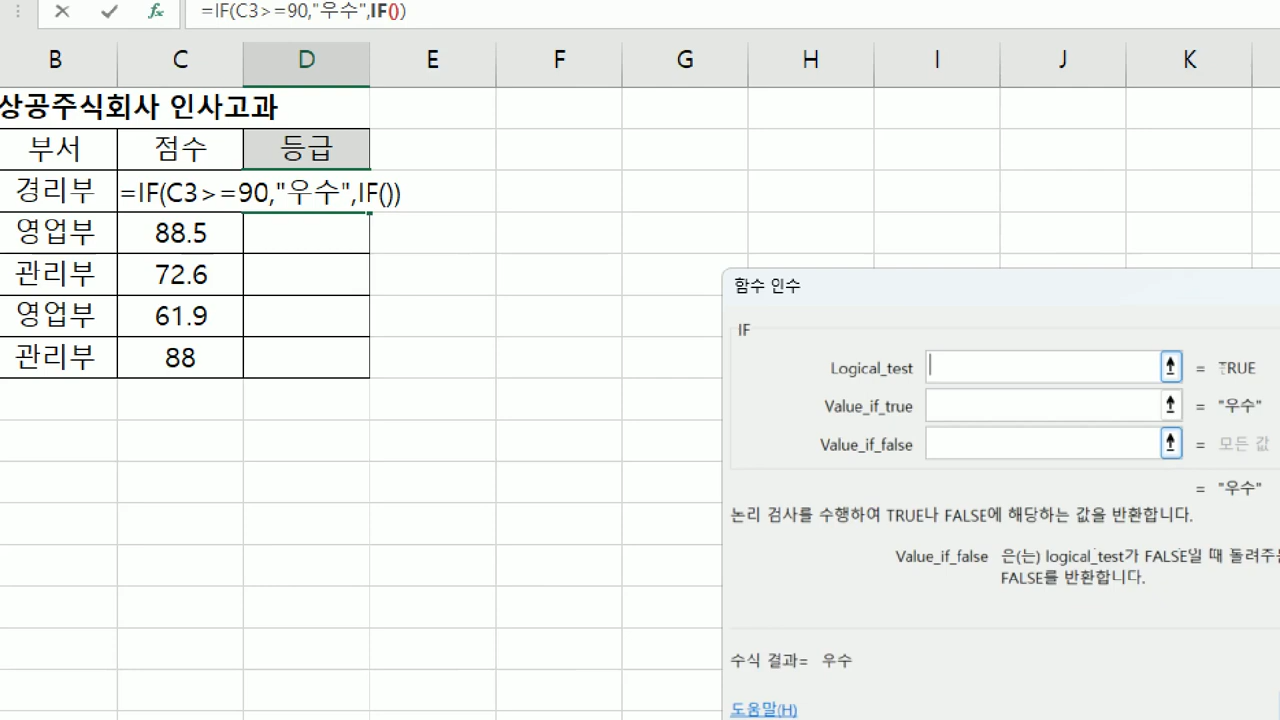 fx =IF(C3>=90,"우수",IF())
B C D E F G H I J K
상공주식회사 인사고과
부서 점수 등급
경리부 =IF(C3>=90,"우수",IF())
영업부 88.5
관리부 72.6
영업부 61.9
관리부 88
함수 인수
IF
Logical_test = TRUE
Value_if_true = "우수"
Value_if_false = 모든 값
= "우수"
논리 검사를 수행하여 TRUE나 FALSE에 해당하는 값을 반환합니다.
Value_if_false 은(는) logical_test가 FALSE일 때 돌려주는
FALSE를 반환합니다.
수식 결과= 우수
도움말(H)